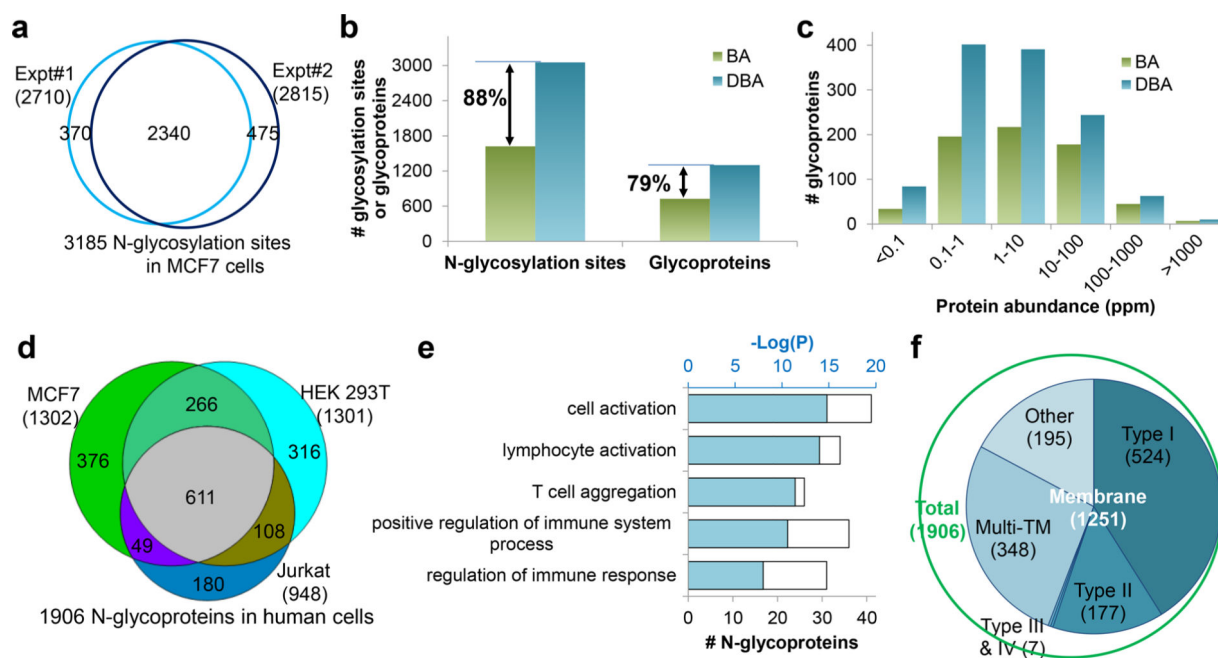 a
Expt#1
(2710)
Expt#2
(2815)
370
2340
475
3185 N-glycosylation sites
in MCF7 cells
b
# glycosylation sites
or glycoproteins
3000
2400
1800
1200
600
0
BA
DBA
88%
79%
N-glycosylation sites
Glycoproteins
c
# glycoproteins
400
300
200
100
0
BA
DBA
<0.1
0.1-1
1-10
10-100
100-1000
>1000
Protein abundance (ppm)
d
MCF7
(1302)
HEK 293T
(1301)
266
376
316
611
49
108
180
Jurkat
(948)
1906 N-glycoproteins in human cells
e
-Log(P)
0 5 10 15 20
cell activation
lymphocyte activation
T cell aggregation
positive regulation of immune system
process
regulation of immune response
0 10 20 30 40
# N-glycoproteins
f
Other
(195)
Type I
(524)
Total
(1906)
Membrane
(1251)
Multi-TM
(348)
Type II
(177)
Type III
& IV (7)